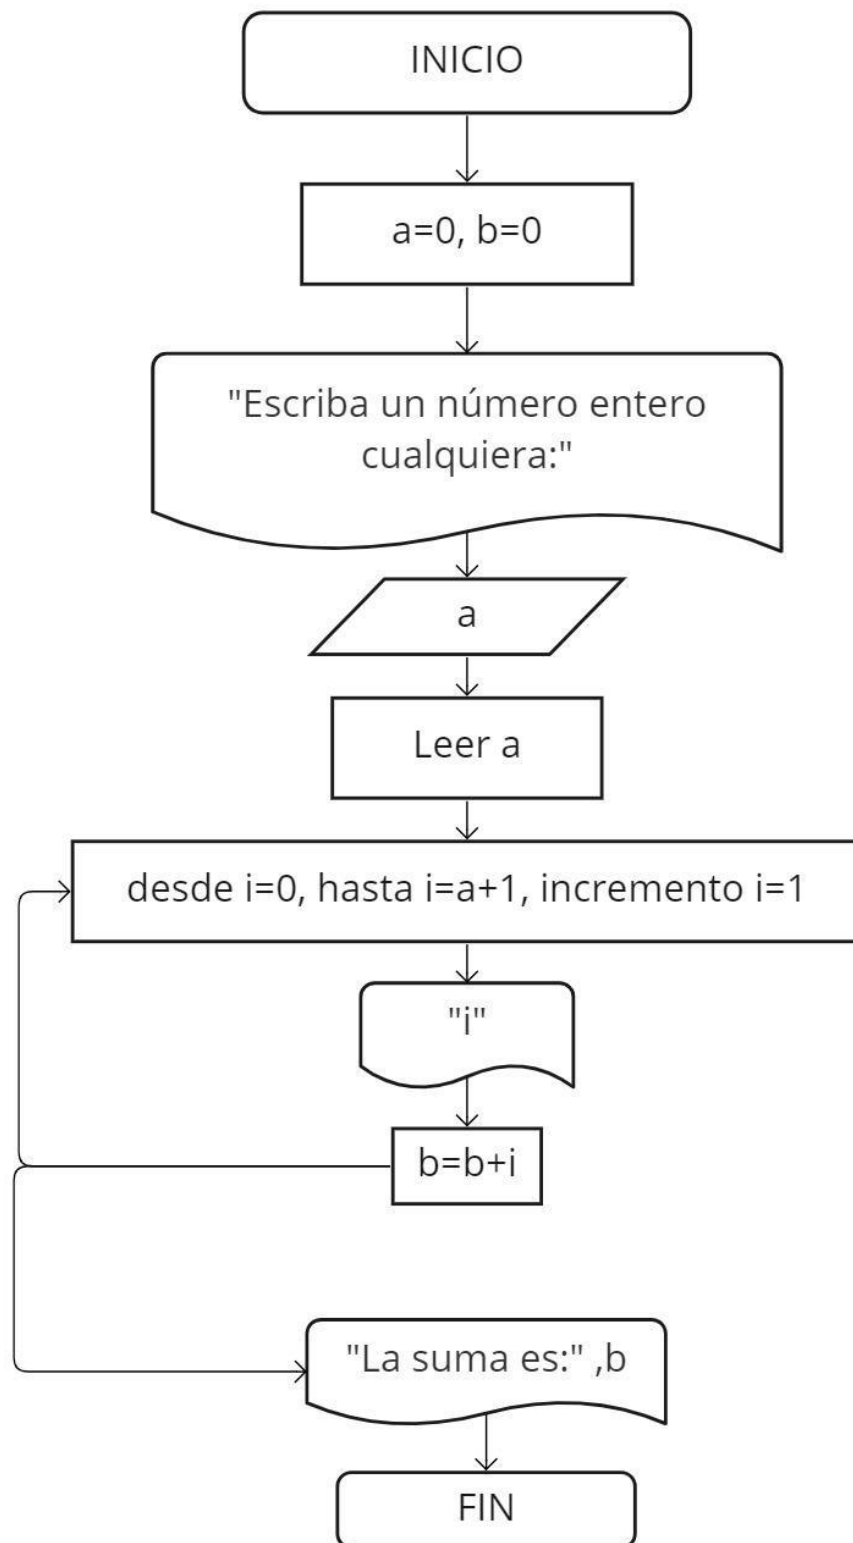 INICIO
a=0, b=0
"Escriba un número entero
cualquiera:"
a
Leer a
desde i=0, hasta i=a+1, incremento i=1
"i"
b=b+i
"La suma es:" ,b
FIN